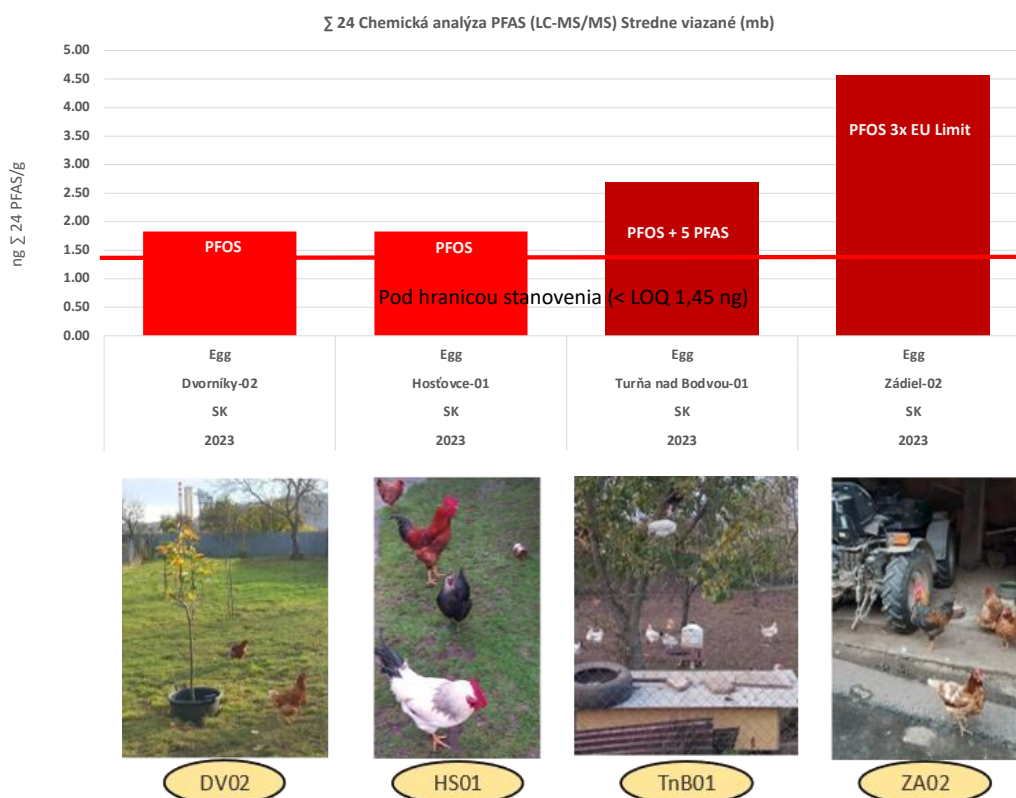 ∑ 24 Chemická analýza PFAS (LC-MS/MS) Stredne viazané (mb)
ng ∑ 24 PFAS/g
5.00
4.50
4.00
3.50
3.00
2.50
2.00
1.50
1.00
0.50
0.00
PFOS
PFOS
PFOS + 5 PFAS
PFOS 3x EU Limit
Pod hranicou stanovenia (< LOQ 1,45 ng)
Egg
Dvorníky-02
SK
2023
Egg
Hosťovce-01
SK
2023
Egg
Turňa nad Bodvou-01
SK
2023
Egg
Zádiel-02
SK
2023
DV02
HS01
TnB01
ZA02